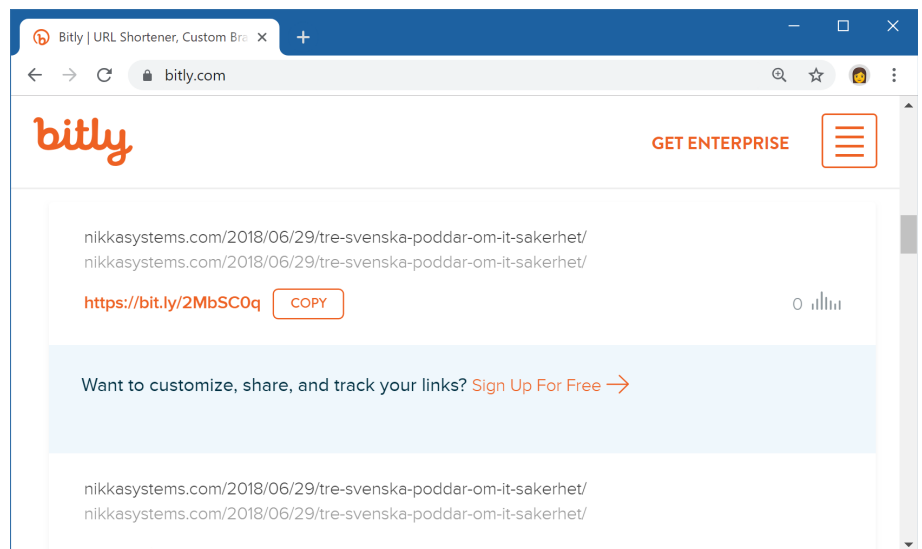 Bitly | URL Shortener, Custom Bra
bitly.com
bitly
GET ENTERPRISE
nikkasystems.com/2018/06/29/tre-svenska-poddar-om-it-sakerhet/
nikkasystems.com/2018/06/29/tre-svenska-poddar-om-it-sakerhet/
https://bit.ly/2MbSC0q COPY 0
Want to customize, share, and track your links? Sign Up For Free
nikkasystems.com/2018/06/29/tre-svenska-poddar-om-it-sakerhet/
nikkasystems.com/2018/06/29/tre-svenska-poddar-om-it-sakerhet/